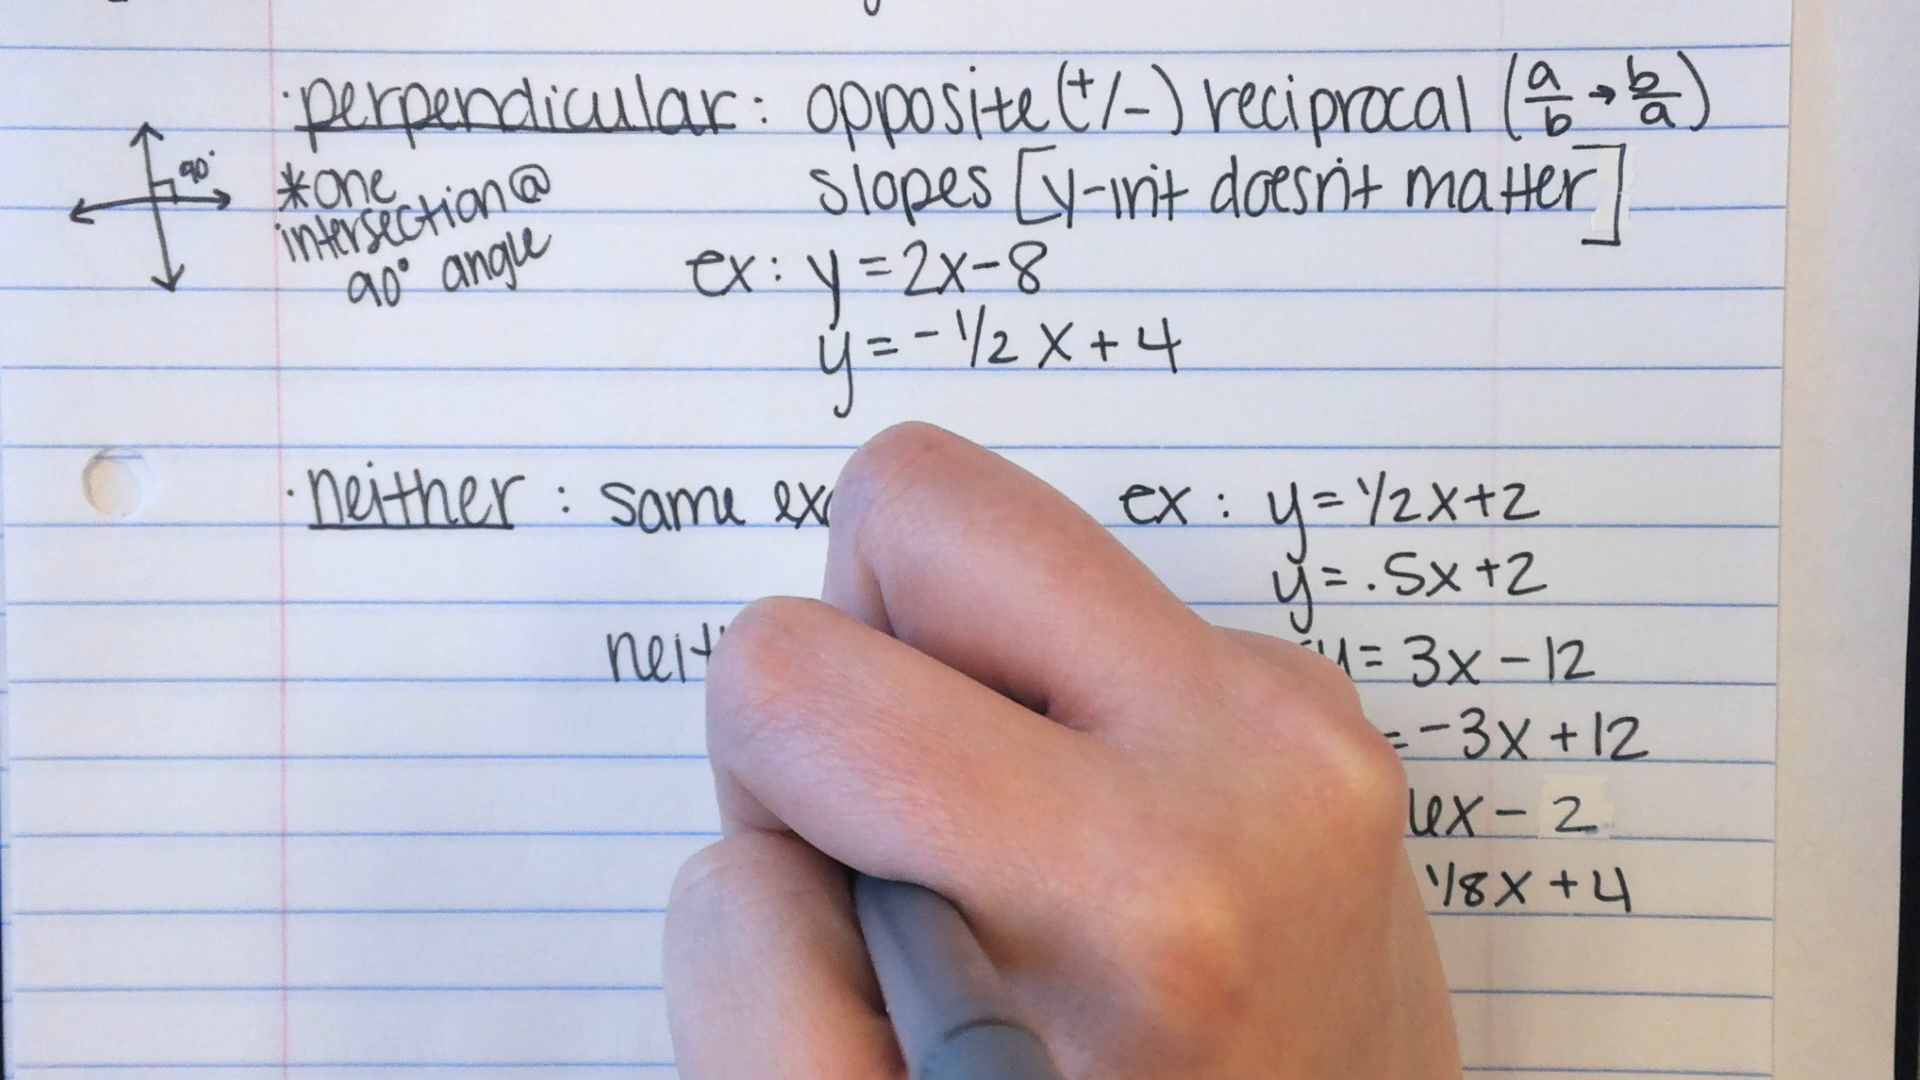 ·perpendicular: opposite (+/-) reciprocal (a/b → b/a)
slopes [y-int doesn't matter]
90°
*one
intersection @
90° angle
ex: y = 2x - 8
y = - 1/2 x + 4
·neither: same
ex: y = 1/2x + 2
y = .5x + 2
y = 3x - 12
= -3x + 12
6x - 2
1/8x + 4